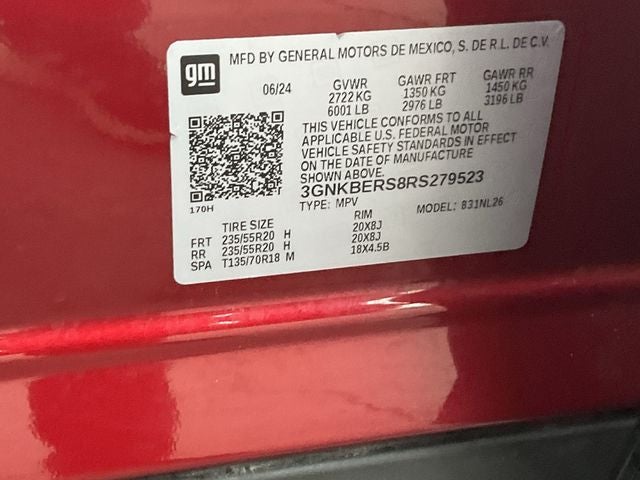 gm
MFD BY GENERAL MOTORS DE MEXICO, S. DE R.L. DE C.V.
06/24 GVWR GAWR FRT GAWR RR
2722 KG 1350 KG 1450 KG
6001 LB 2976 LB 3196 LB
THIS VEHICLE CONFORMS TO ALL
APPLICABLE U.S. FEDERAL MOTOR
VEHICLE SAFETY STANDARDS IN EFFECT
ON THE DATE OF MANUFACTURE
SHOWN ABOVE.
3GNKBERS8RS279523
170H
TYPE: MPV MODEL: 831NL26
TIRE SIZE RIM
FRT 235/55R20 H 20X8J
RR 235/55R20 H 20X8J
SPA T135/70R18 M 18X4.5B